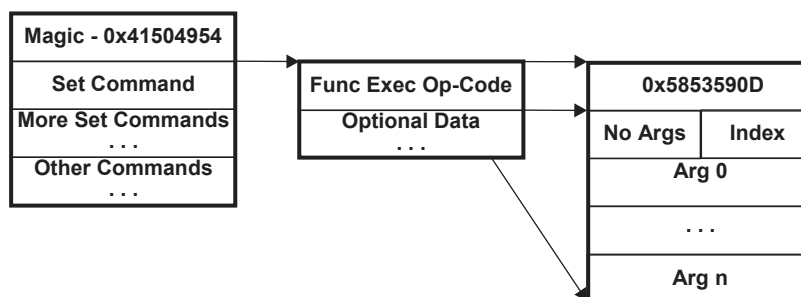 Magic - 0x41504954
Set Command
More Set Commands
. . .
Other Commands
. . .
Func Exec Op-Code
Optional Data
. . .
0x5853590D
No Args Index
Arg 0
. . .
Arg n